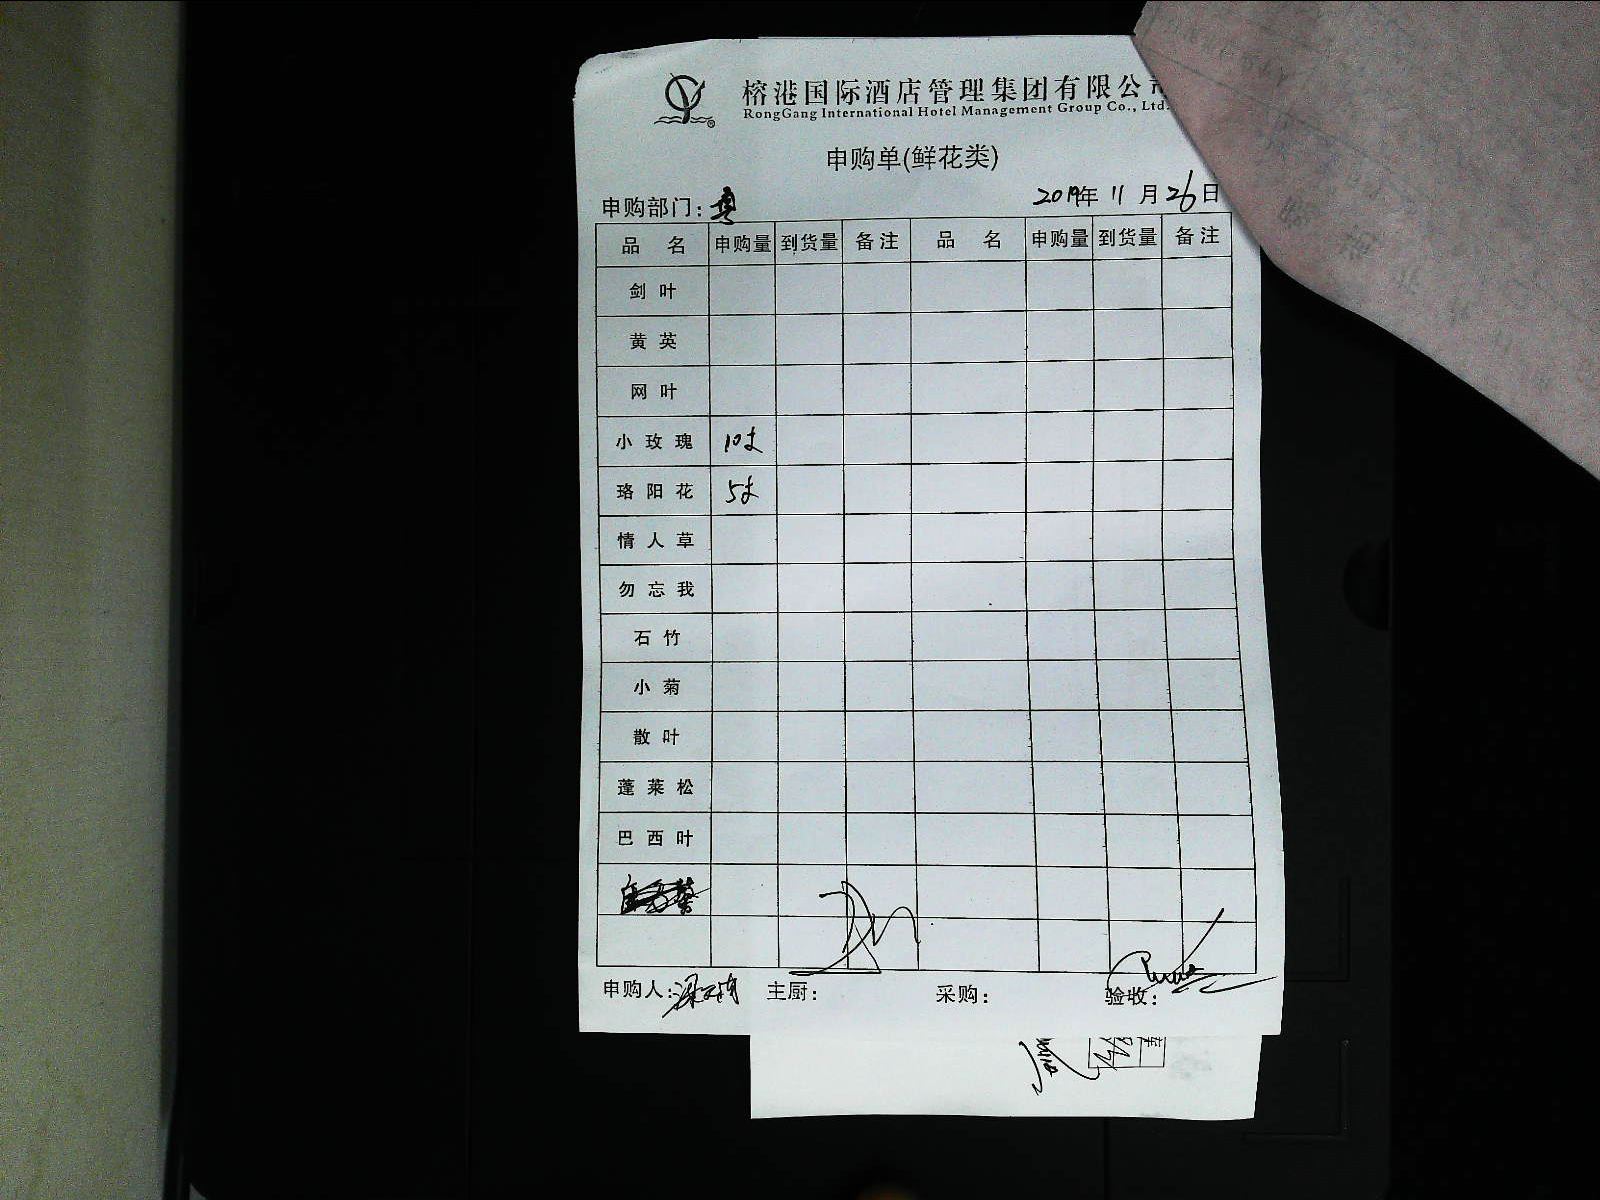 榕港国际酒店管理集团有限公司
RongGang International Hotel Management Group Co., Ltd.
申购单(鲜花类)
申购部门: 粤 2019年 11 月 26 日
品 名 申购量 到货量 备注 品 名 申购量 到货量 备注
剑叶
黄英
网叶
小玫瑰 10支
珞阳花 5支
情人草
勿忘我
石竹
小菊
散叶
蓬莱松
巴西叶
申购人: 主厨: 采购: 验收: